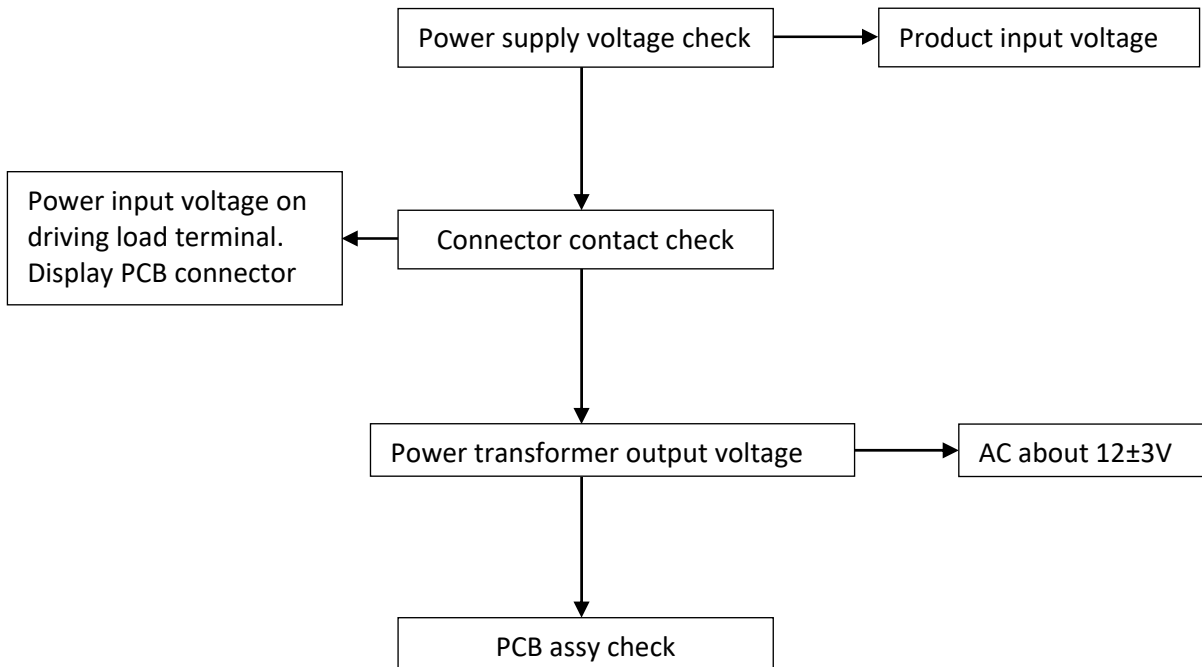 Power supply voltage check
Product input voltage
Power input voltage on
driving load terminal.
Display PCB connector
Connector contact check
Power transformer output voltage
AC about 12±3V
PCB assy check